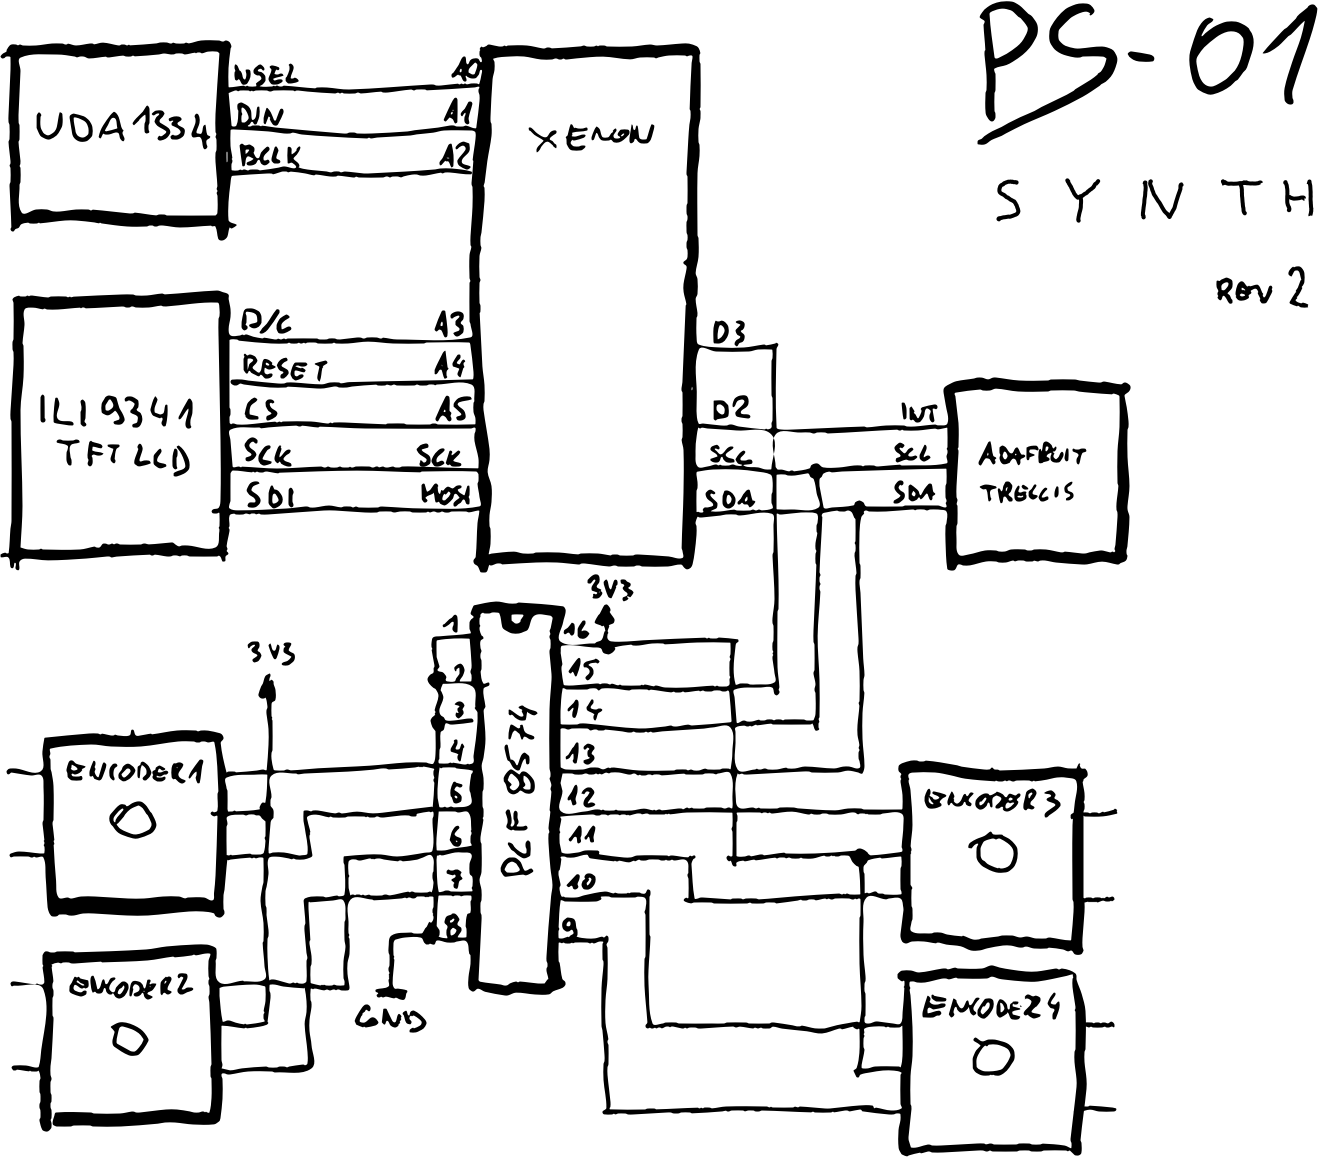 PS-01
SYNTH
REV 2
UDA1334
NSEL
DIN
BCLK
A0
A1
A2
XENON
ILI9341
TFT LCD
D/C
RESET
CS
SCK
SDI
A3
A4
A5
SCK
MOSI
D3
D2
SCL
SDA
INT
SCL
SDA
ADAFRUIT
TRELLIS
3V3
3V3
PCF8574
1
2
3
4
5
6
7
8
16
15
14
13
12
11
10
9
GND
ENCODER1
ENCODER2
ENCODER3
ENCODER4